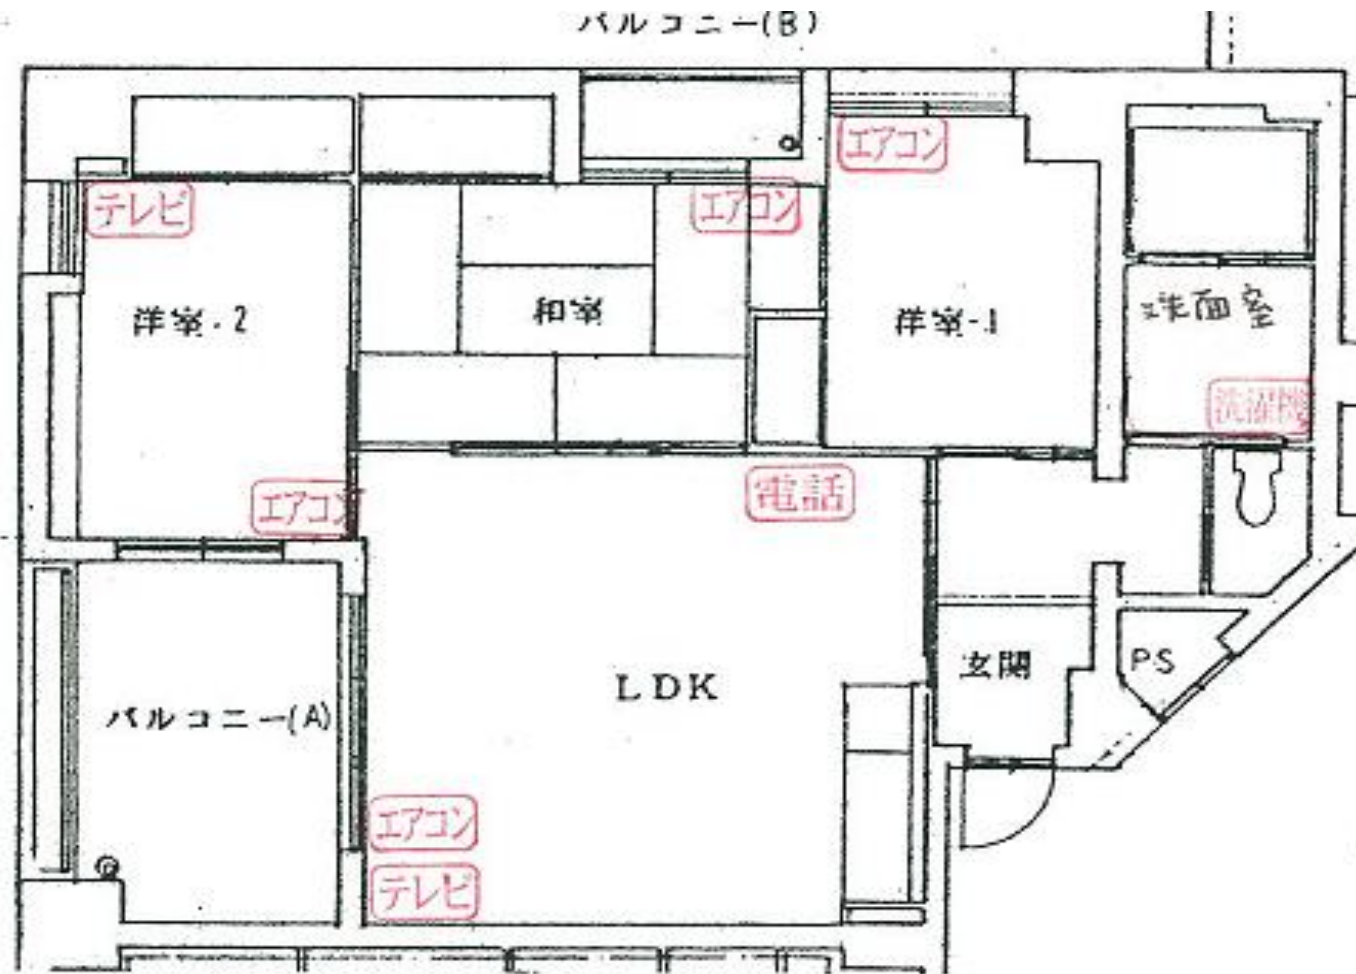 バルコニー(B)
エアコン
テレビ
エアコン
洋室・2
和室
洋室-1
洗面室
洗濯機
エアコン
電話
玄関
PS
LDK
バルコニー(A)
エアコン
テレビ